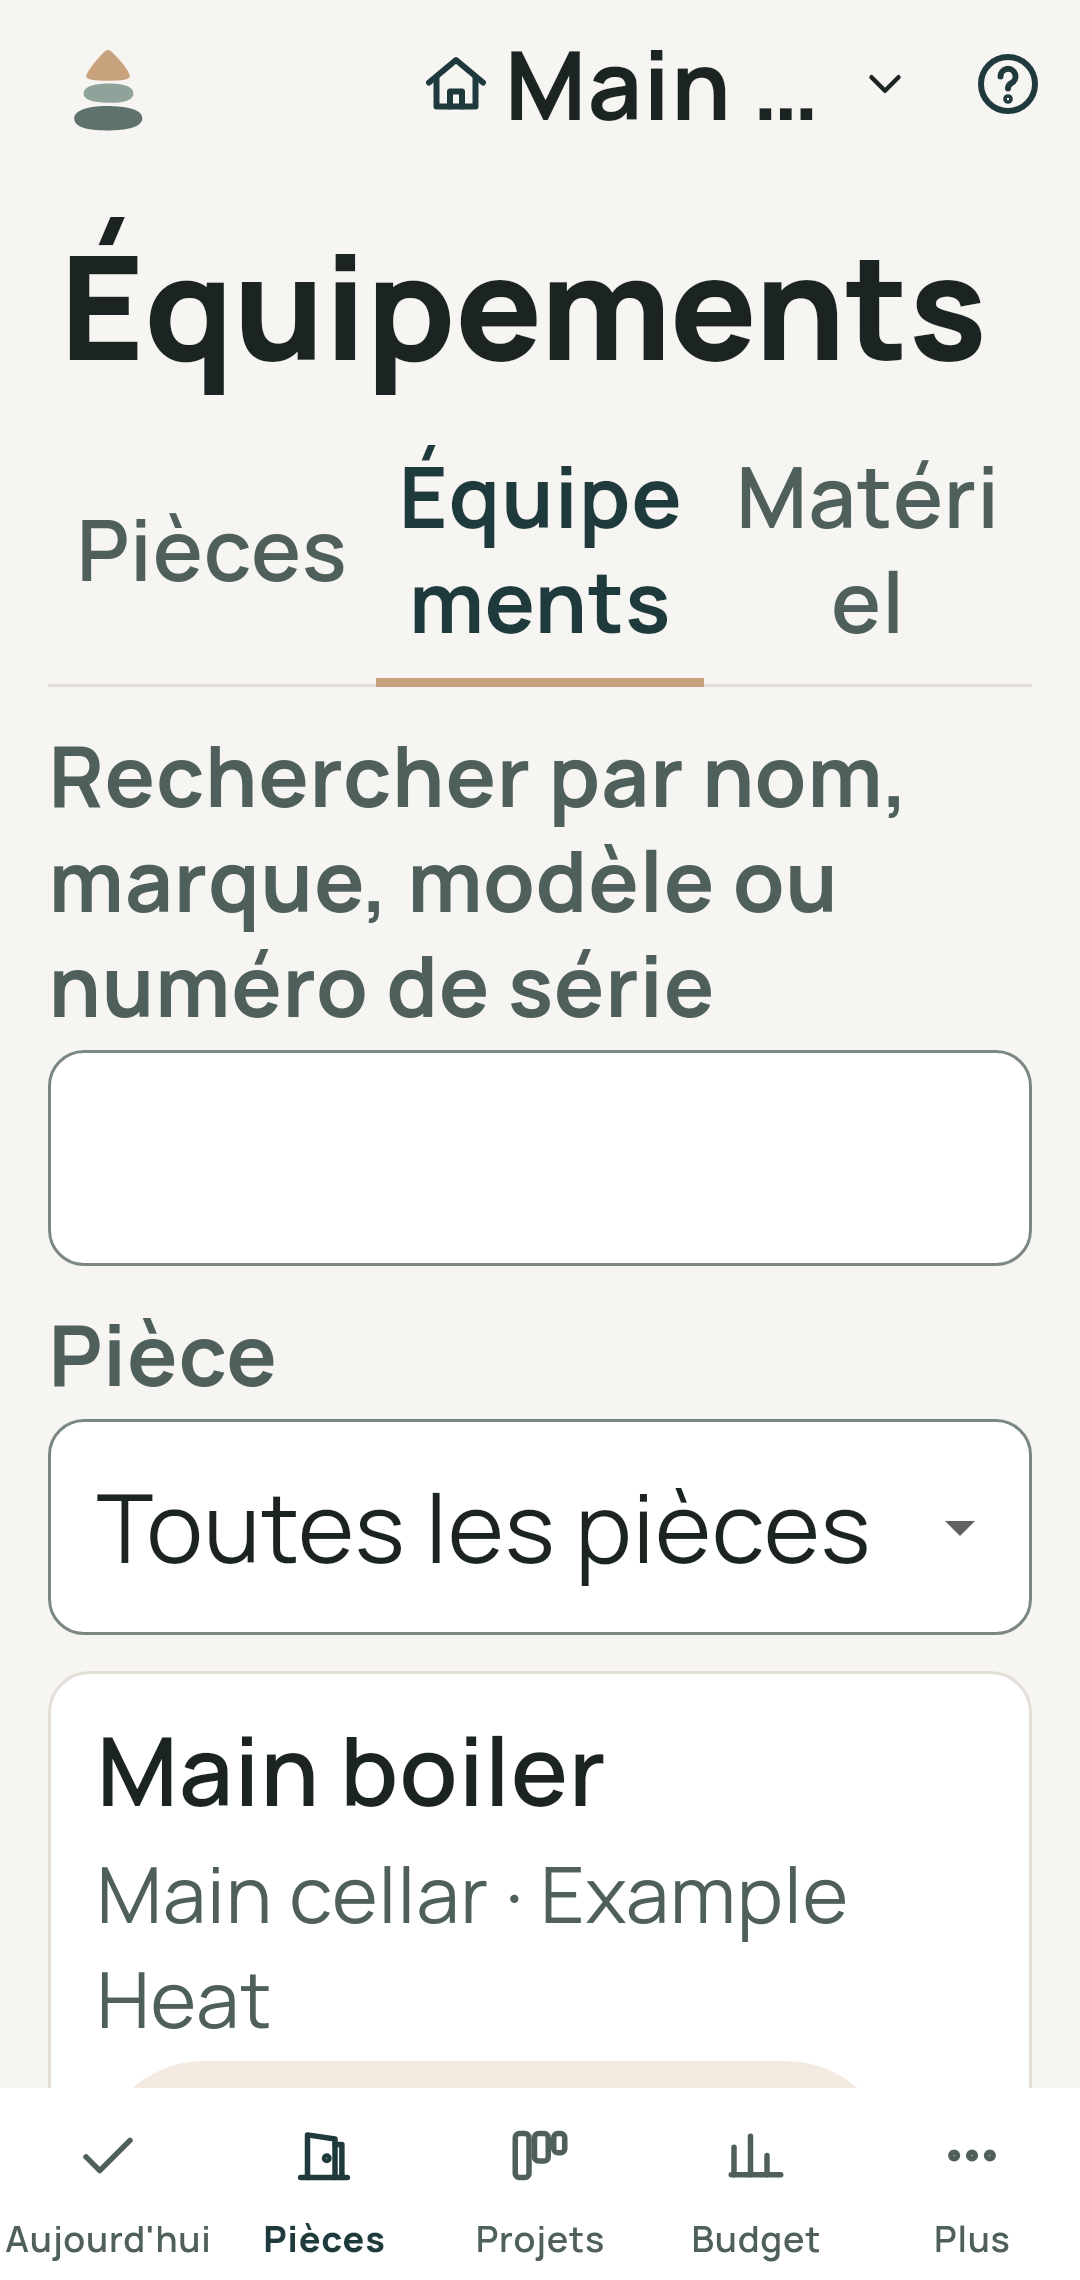 Main ...
Équipements
Pièces
Équipe
ments
Matéri
el
Rechercher par nom,
marque, modèle ou
numéro de série
Pièce
Toutes les pièces
Main boiler
Main cellar · Example
Heat
Aujourd'hui
Pièces
Projets
Budget
Plus